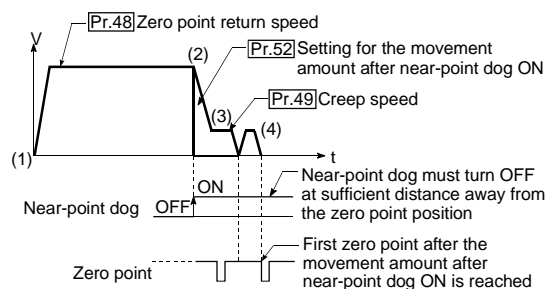 Pr.48 Zero point return speed
V
(2)
Pr.52 Setting for the movement
amount after near-point dog ON
(3)
Pr.49 Creep speed
(4)
(1)
t
ON
Near-point dog must turn OFF
at sufficient distance away from
the zero point position
Near-point dog OFF
First zero point after the
movement amount after
near-point dog ON is reached
Zero point